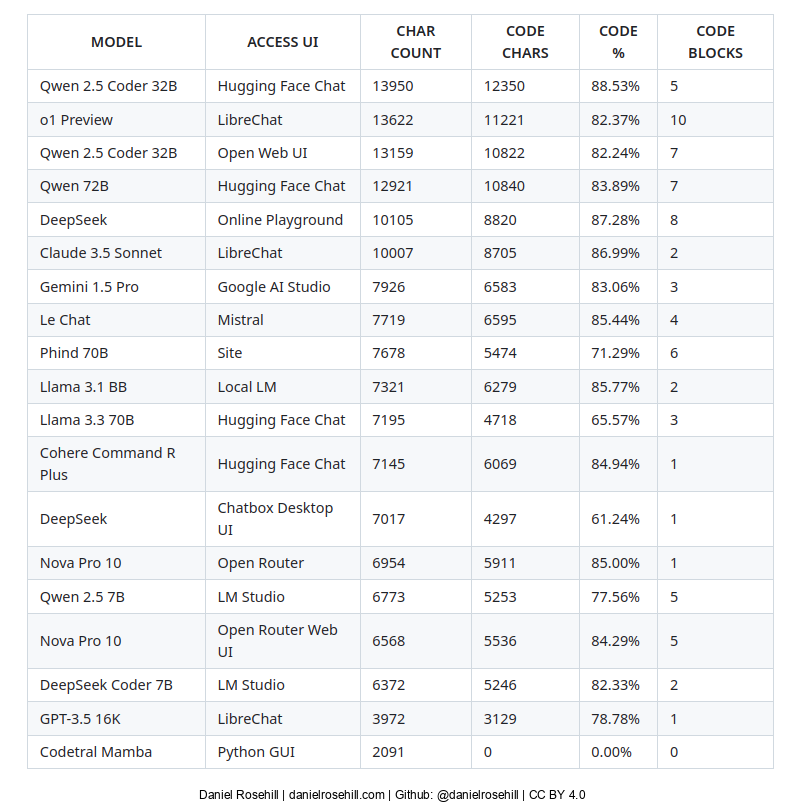 MODEL ACCESS UI CHAR COUNT CODE CHARS CODE % CODE BLOCKS
Qwen 2.5 Coder 32B Hugging Face Chat 13950 12350 88.53% 5
o1 Preview LibreChat 13622 11221 82.37% 10
Qwen 2.5 Coder 32B Open Web UI 13159 10822 82.24% 7
Qwen 72B Hugging Face Chat 12921 10840 83.89% 7
DeepSeek Online Playground 10105 8820 87.28% 8
Claude 3.5 Sonnet LibreChat 10007 8705 86.99% 2
Gemini 1.5 Pro Google AI Studio 7926 6583 83.06% 3
Le Chat Mistral 7719 6595 85.44% 4
Phind 70B Site 7678 5474 71.29% 6
Llama 3.1 BB Local LM 7321 6279 85.77% 2
Llama 3.3 70B Hugging Face Chat 7195 4718 65.57% 3
Cohere Command R Plus Hugging Face Chat 7145 6069 84.94% 1
DeepSeek Chatbox Desktop UI 7017 4297 61.24% 1
Nova Pro 10 Open Router 6954 5911 85.00% 1
Qwen 2.5 7B LM Studio 6773 5253 77.56% 5
Nova Pro 10 Open Router Web UI 6568 5536 84.29% 5
DeepSeek Coder 7B LM Studio 6372 5246 82.33% 2
GPT-3.5 16K LibreChat 3972 3129 78.78% 1
Codetral Mamba Python GUI 2091 0 0.00% 0
Daniel Rosehill | danielrosehill.com | Github: @danielrosehill | CC BY 4.0